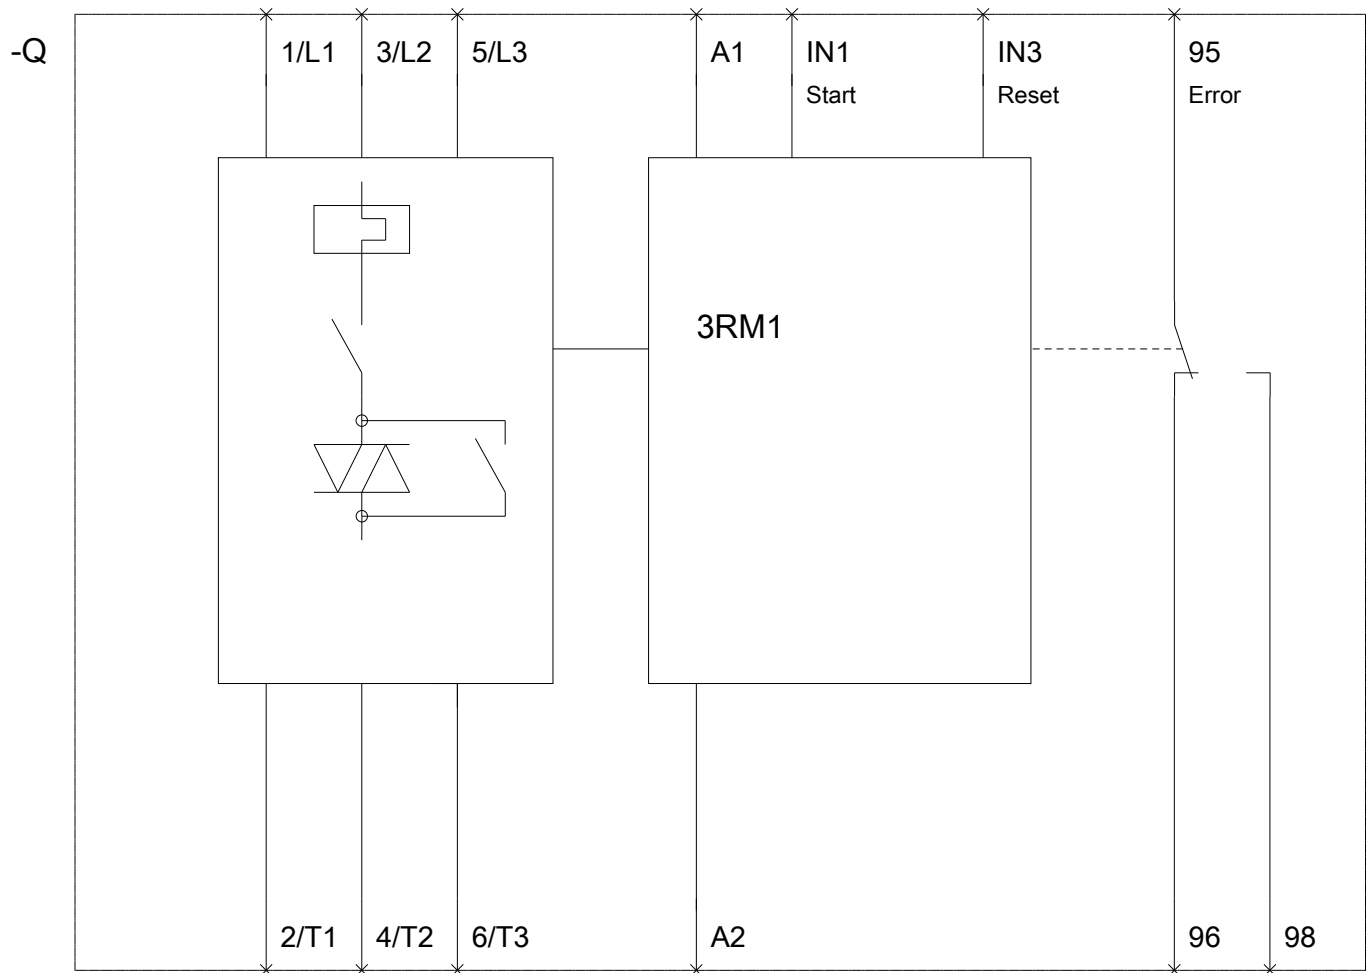 -Q
1/L1 3/L2 5/L3 A1 IN1 IN3 95
Start Reset Error
3RM1
2/T1 4/T2 6/T3 A2 96 98